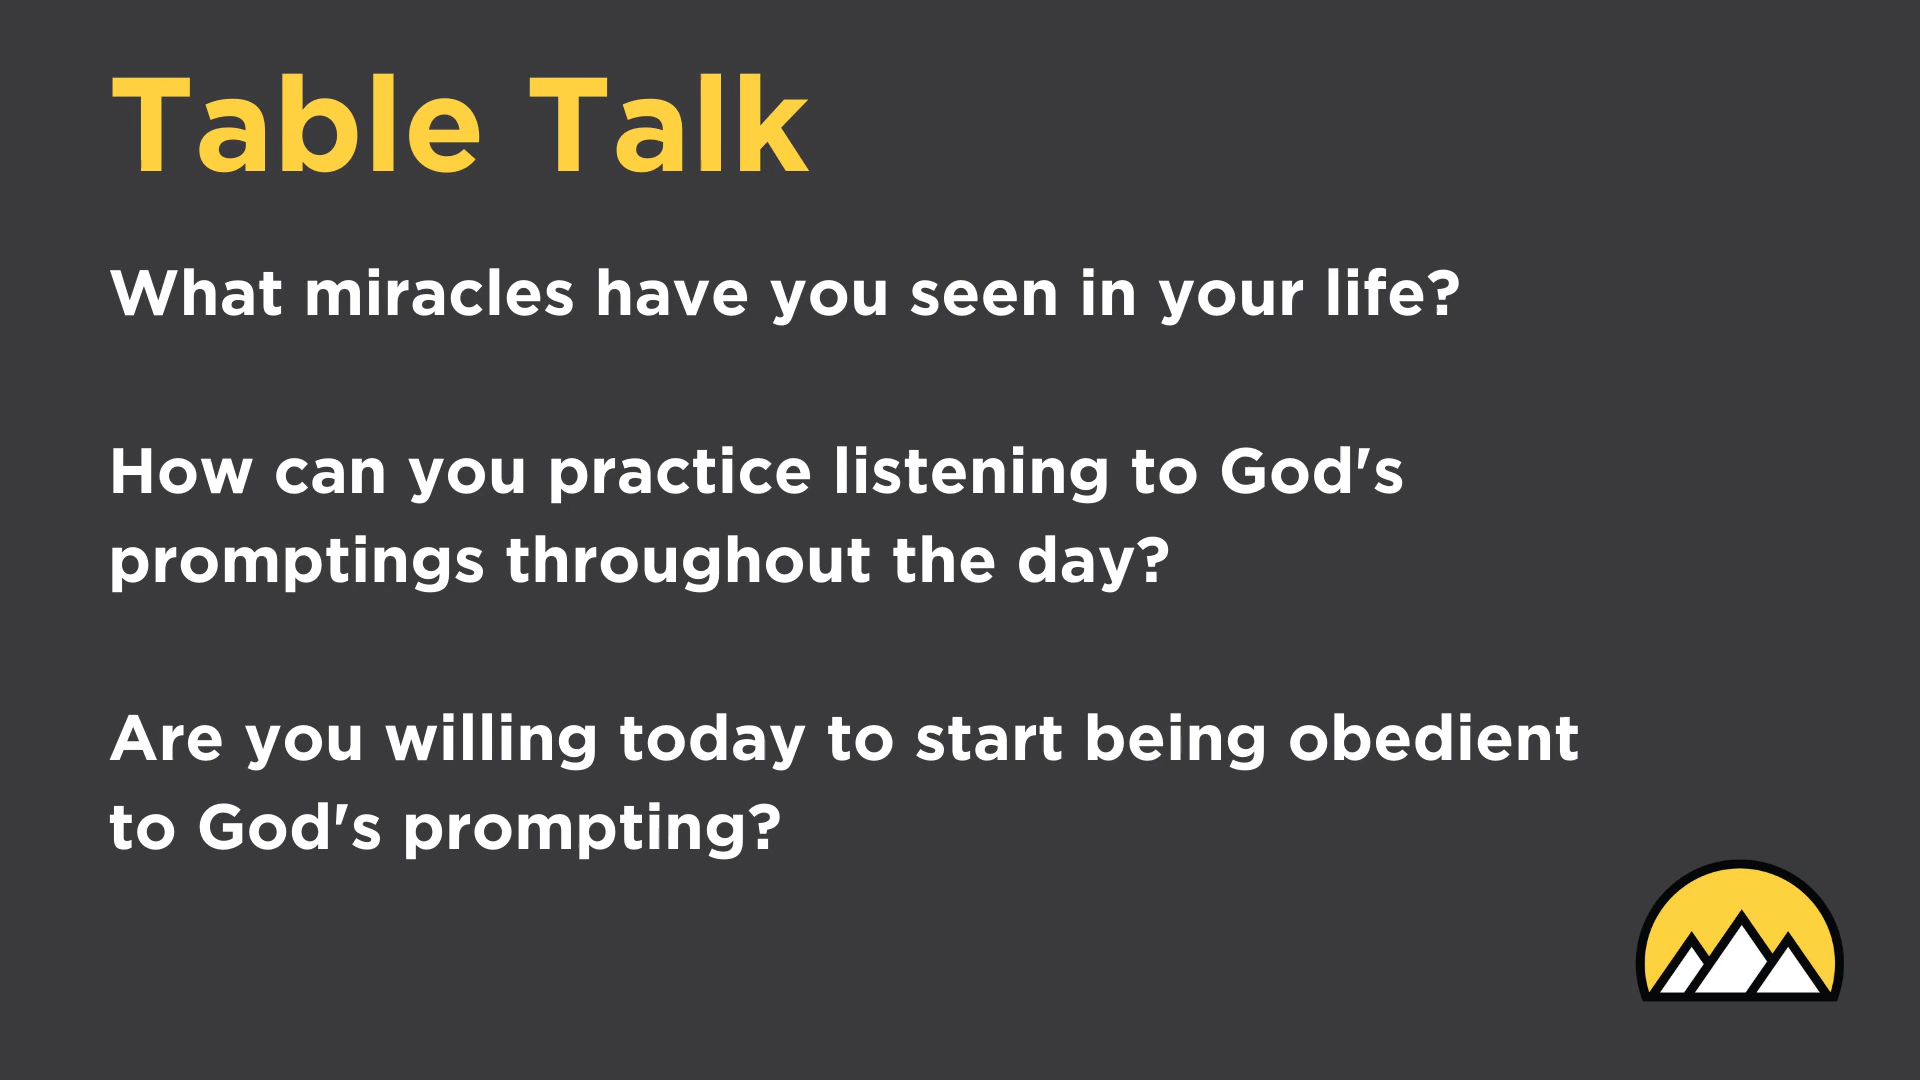 Table Talk
What miracles have you seen in your life?
How can you practice listening to God's
promptings throughout the day?
Are you willing today to start being obedient
to God's prompting?